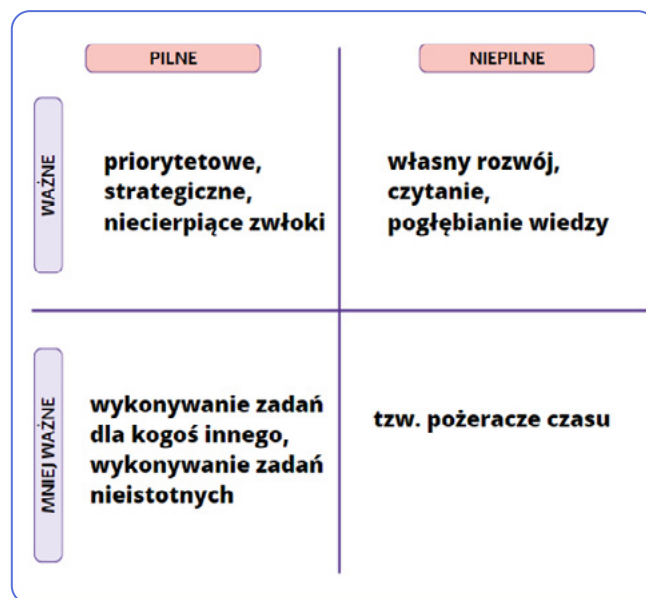 PILNE
NIEPILNE
WAŻNE
priorytetowe,
strategiczne,
niecierpiące zwłoki
własny rozwój,
czytanie,
pogłębianie wiedzy
MNIEJ WAŻNE
wykonywanie zadań
dla kogoś innego,
wykonywanie zadań
nieistotnych
tzw. pożeracze czasu